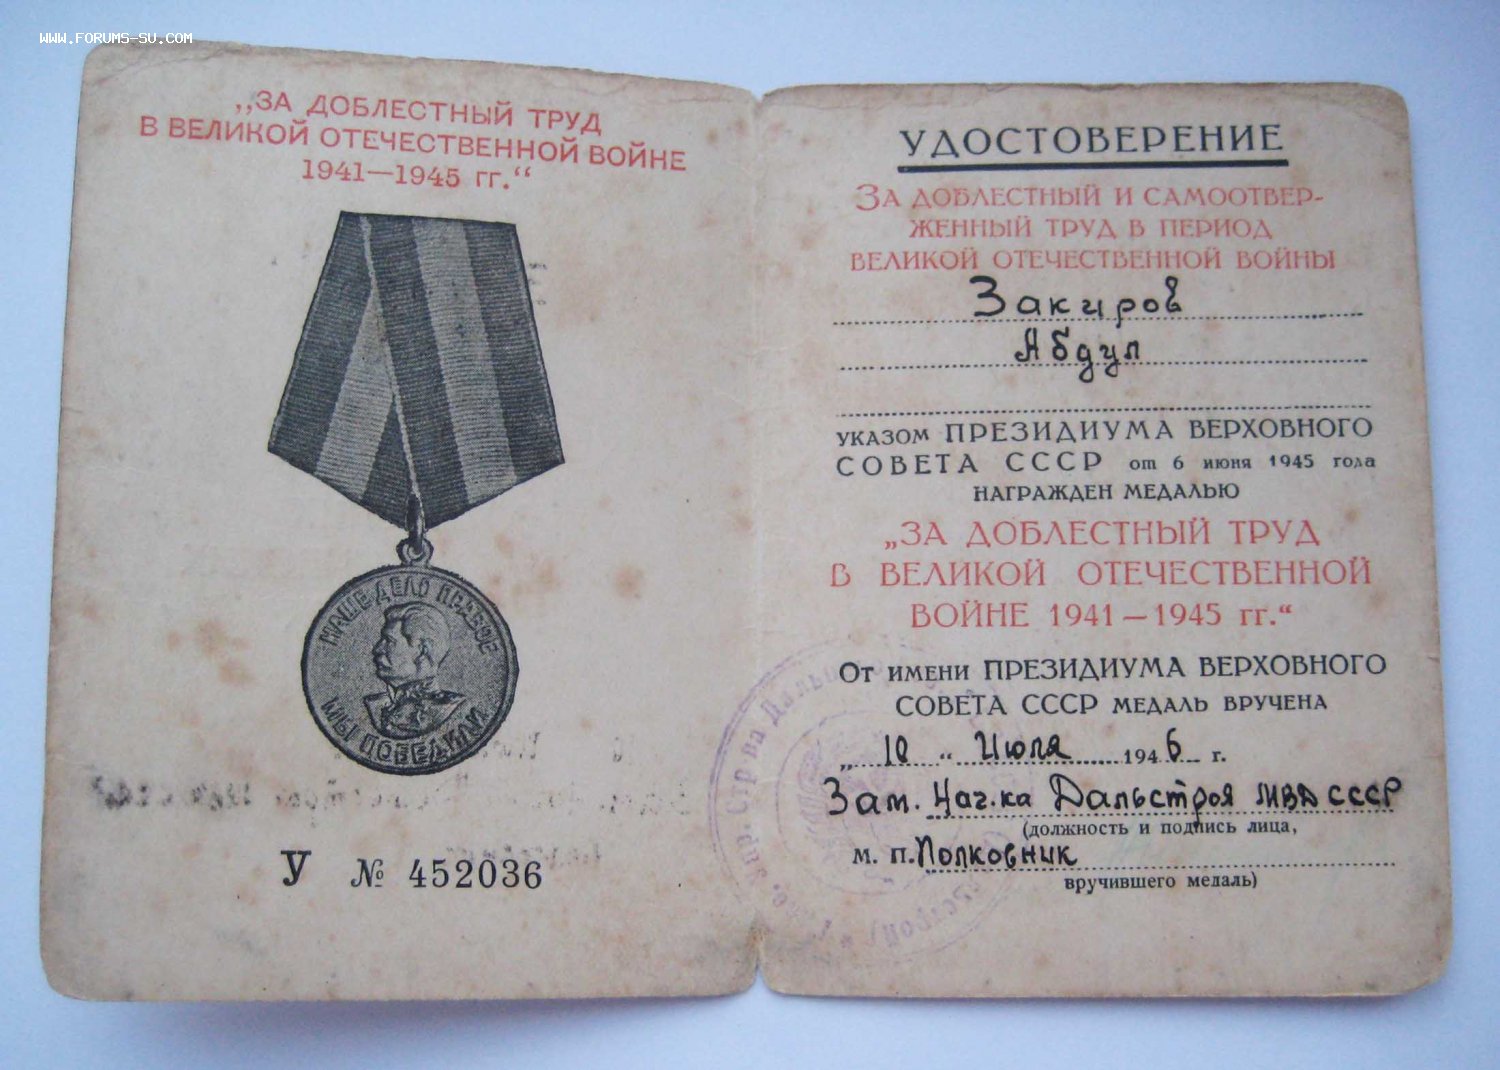 WWW.FORUMS-SU.COM
„ЗА ДОБЛЕСТНЫЙ ТРУД
В ВЕЛИКОЙ ОТЕЧЕСТВЕННОЙ ВОЙНЕ
1941—1945 гг.“
НАШЕ ДЕЛО ПРАВОЕ
МЫ ПОБЕДИЛИ
У № 452036
УДОСТОВЕРЕНИЕ
ЗА ДОБЛЕСТНЫЙ И САМООТВЕР-
ЖЕННЫЙ ТРУД В ПЕРИОД
ВЕЛИКОЙ ОТЕЧЕСТВЕННОЙ ВОЙНЫ
Закиров
Абдул
УКАЗОМ ПРЕЗИДИУМА ВЕРХОВНОГО
СОВЕТА СССР от 6 июня 1945 года
НАГРАЖДЕН МЕДАЛЬЮ
„ЗА ДОБЛЕСТНЫЙ ТРУД
В ВЕЛИКОЙ ОТЕЧЕСТВЕННОЙ
ВОЙНЕ 1941—1945 гг.“
ОТ ИМЕНИ ПРЕЗИДИУМА ВЕРХОВНОГО
СОВЕТА СССР МЕДАЛЬ ВРУЧЕНА
„10“ Июля 1946 г.
Зам. Нач.ка Дальстроя МВД СССР
(должность и подпись лица,
М. П. Полковник
вручившего медаль)